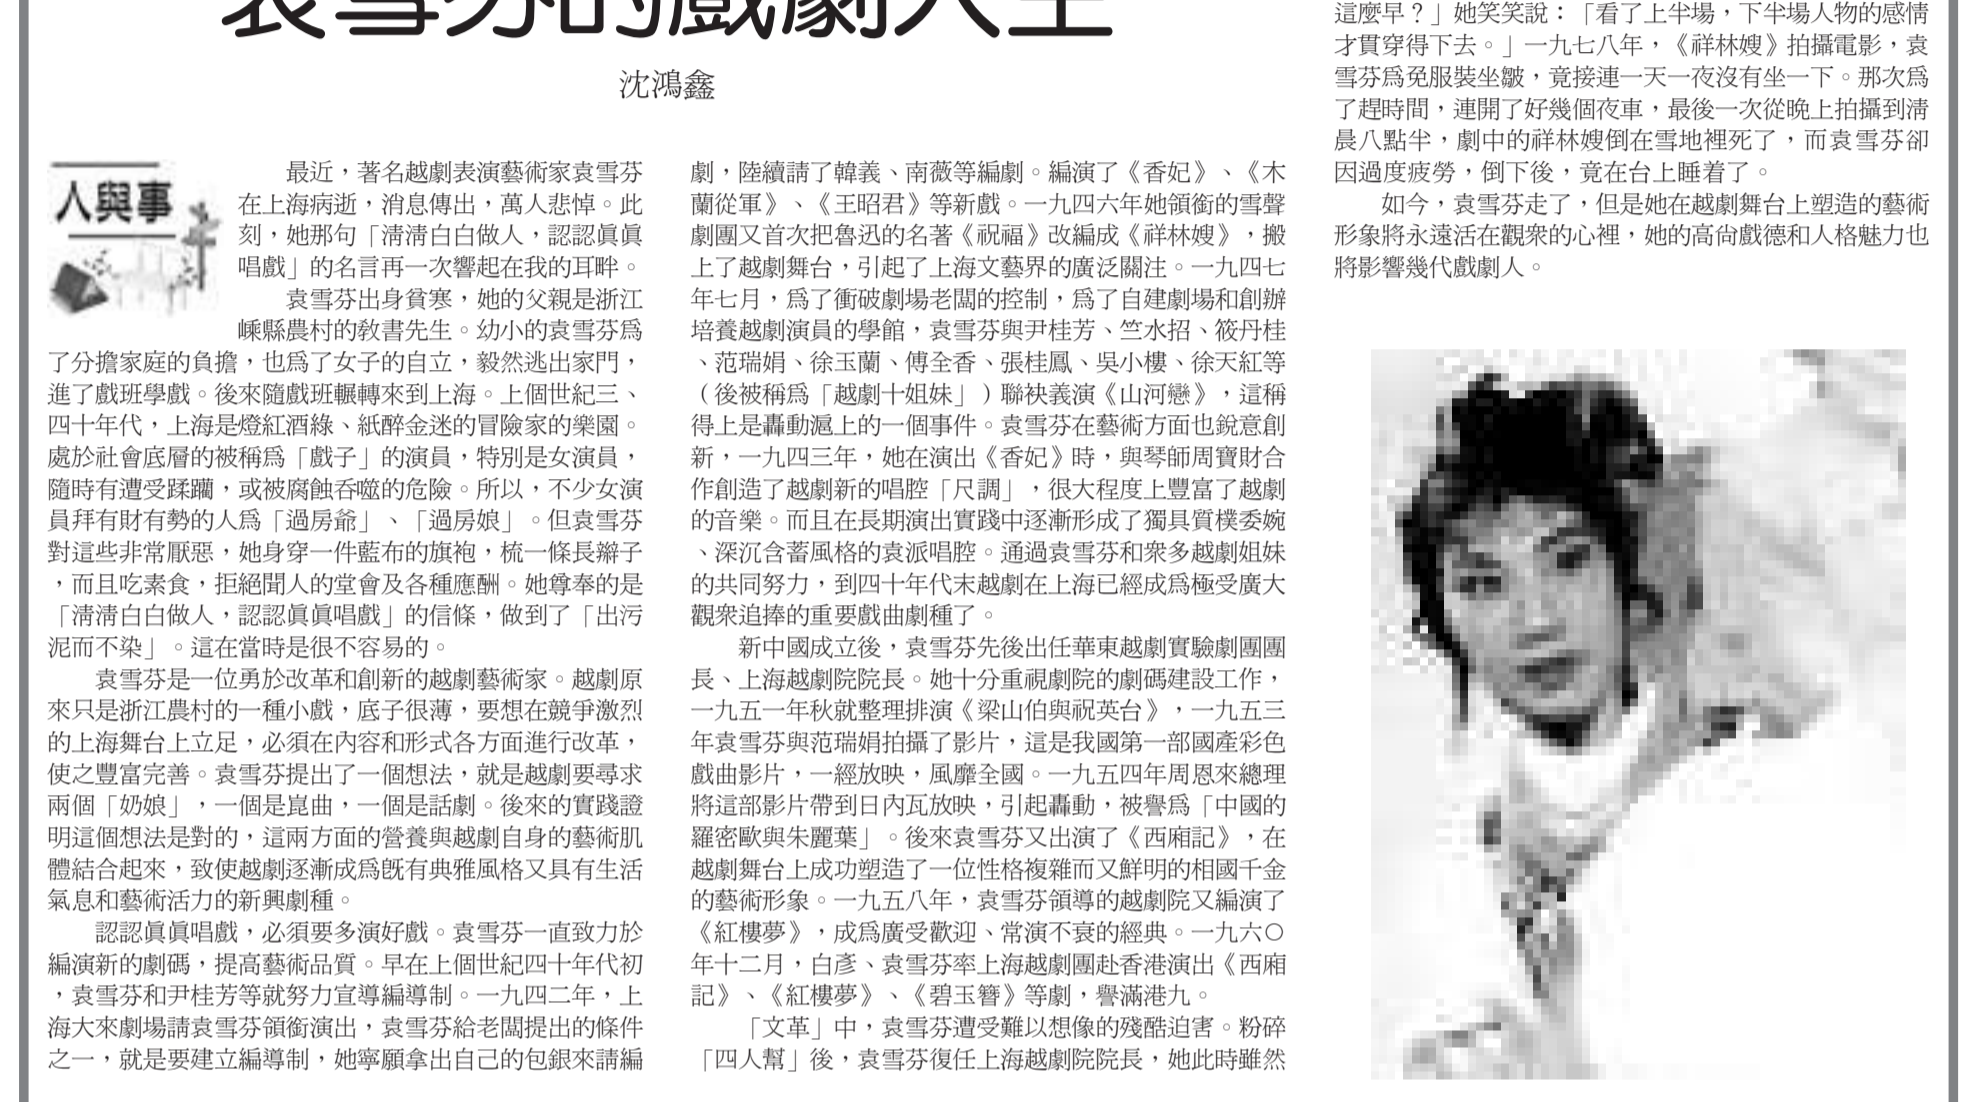 袁雪芬的戲劇人生
沈鴻鑫
人與事
最近，著名越劇表演藝術家袁雪芬
在上海病逝，消息傳出，萬人悲悼。此
刻，她那句「淸淸白白做人，認認眞眞
唱戲」的名言再一次響起在我的耳畔。
袁雪芬出身貧寒，她的父親是浙江
嵊縣農村的敎書先生。幼小的袁雪芬爲
了分擔家庭的負擔，也爲了女子的自立，毅然逃出家門，
進了戲班學戲。後來隨戲班輾轉來到上海。上個世紀三、
四十年代，上海是燈紅酒綠、紙醉金迷的冒險家的樂園。
處於社會底層的被稱爲「戲子」的演員，特別是女演員，
隨時有遭受蹂躪，或被腐蝕呑噬的危險。所以，不少女演
員拜有財有勢的人爲「過房爺」、「過房娘」。但袁雪芬
對這些非常厭惡，她身穿一件藍布的旗袍，梳一條長辮子
，而且吃素食，拒絕聞人的堂會及各種應酬。她尊奉的是
「淸淸白白做人，認認眞眞唱戲」的信條，做到了「出污
泥而不染」。這在當時是很不容易的。
袁雪芬是一位勇於改革和創新的越劇藝術家。越劇原
來只是浙江農村的一種小戲，底子很薄，要想在競爭激烈
的上海舞台上立足，必須在內容和形式各方面進行改革，
使之豐富完善。袁雪芬提出了一個想法，就是越劇要尋求
兩個「奶娘」，一個是崑曲，一個是話劇。後來的實踐證
明這個想法是對的，這兩方面的營養與越劇自身的藝術肌
體結合起來，致使越劇逐漸成爲旣有典雅風格又具有生活
氣息和藝術活力的新興劇種。
認認眞眞唱戲，必須要多演好戲。袁雪芬一直致力於
編演新的劇碼，提高藝術品質。早在上個世紀四十年代初
，袁雪芬和尹桂芳等就努力宣導編導制。一九四二年，上
海大來劇場請袁雪芬領銜演出，袁雪芬給老闆提出的條件
之一，就是要建立編導制，她寧願拿出自己的包銀來請編
劇，陸續請了韓義、南薇等編劇。編演了《香妃》、《木
蘭從軍》、《王昭君》等新戲。一九四六年她領銜的雪聲
劇團又首次把魯迅的名著《祝福》改編成《祥林嫂》，搬
上了越劇舞台，引起了上海文藝界的廣泛關注。一九四七
年七月，爲了衝破劇場老闆的控制，爲了自建劇場和創辦
培養越劇演員的學館，袁雪芬與尹桂芳、竺水招、筱丹桂
、范瑞娟、徐玉蘭、傅全香、張桂鳳、吳小樓、徐天紅等
（後被稱爲「越劇十姐妹」）聯袂義演《山河戀》，這稱
得上是轟動滬上的一個事件。袁雪芬在藝術方面也銳意創
新，一九四三年，她在演出《香妃》時，與琴師周寶財合
作創造了越劇新的唱腔「尺調」，很大程度上豐富了越劇
的音樂。而且在長期演出實踐中逐漸形成了獨具質樸委婉
、深沉含蓄風格的袁派唱腔。通過袁雪芬和衆多越劇姐妹
的共同努力，到四十年代末越劇在上海已經成爲極受廣大
觀衆追捧的重要戲曲劇種了。
新中國成立後，袁雪芬先後出任華東越劇實驗劇團團
長、上海越劇院院長。她十分重視劇院的劇碼建設工作，
一九五一年秋就整理排演《梁山伯與祝英台》，一九五三
年袁雪芬與范瑞娟拍攝了影片，這是我國第一部國產彩色
戲曲影片，一經放映，風靡全國。一九五四年周恩來總理
將這部影片帶到日內瓦放映，引起轟動，被譽爲「中國的
羅密歐與朱麗葉」。後來袁雪芬又出演了《西廂記》，在
越劇舞台上成功塑造了一位性格複雜而又鮮明的相國千金
的藝術形象。一九五八年，袁雪芬領導的越劇院又編演了
《紅樓夢》，成爲廣受歡迎、常演不衰的經典。一九六〇
年十二月，白彥、袁雪芬率上海越劇團赴香港演出《西廂
記》、《紅樓夢》、《碧玉簪》等劇，譽滿港九。
「文革」中，袁雪芬遭受難以想像的殘酷迫害。粉碎
「四人幫」後，袁雪芬復任上海越劇院院長，她此時雖然
這麼早？」她笑笑說：「看了上半場，下半場人物的感情
才貫穿得下去。」一九七八年，《祥林嫂》拍攝電影，袁
雪芬爲免服裝坐皺，竟接連一天一夜沒有坐一下。那次爲
了趕時間，連開了好幾個夜車，最後一次從晚上拍攝到淸
晨八點半，劇中的祥林嫂倒在雪地裡死了，而袁雪芬卻
因過度疲勞，倒下後，竟在台上睡着了。
如今，袁雪芬走了，但是她在越劇舞台上塑造的藝術
形象將永遠活在觀衆的心裡，她的高尙戲德和人格魅力也
將影響幾代戲劇人。